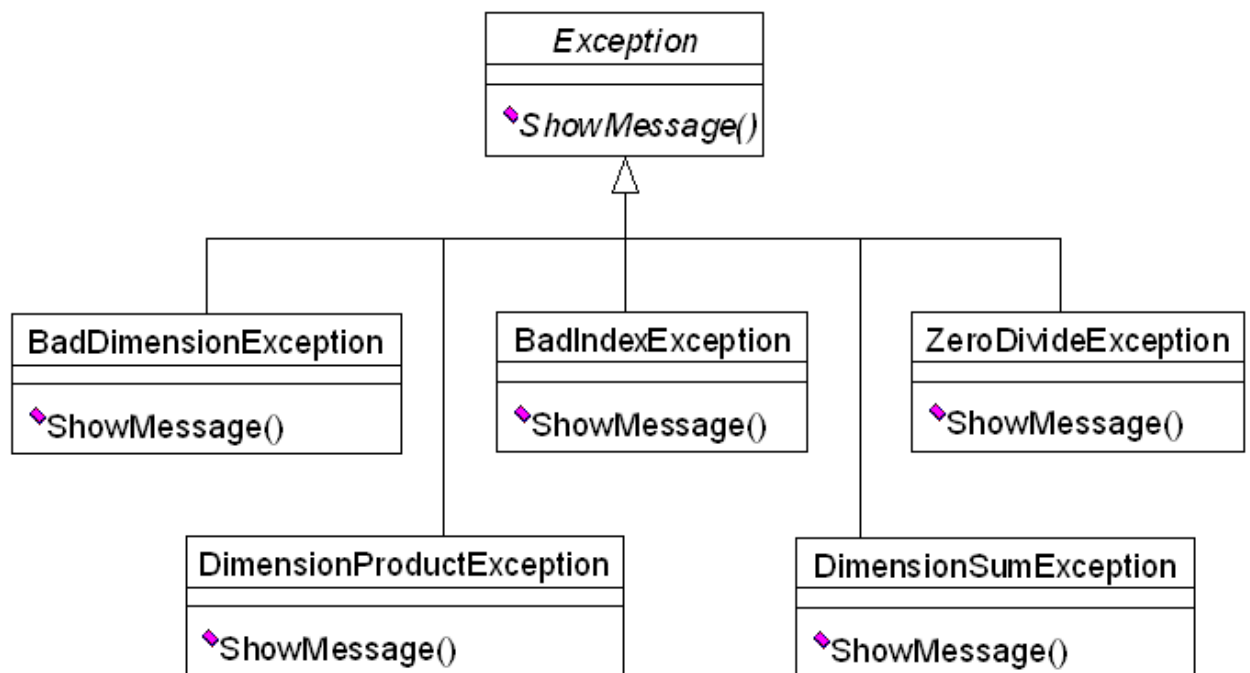 Exception
ShowMessage()
BadDimensionException
ShowMessage()
BadIndexException
ShowMessage()
ZeroDivideException
ShowMessage()
DimensionProductException
ShowMessage()
DimensionSumException
ShowMessage()